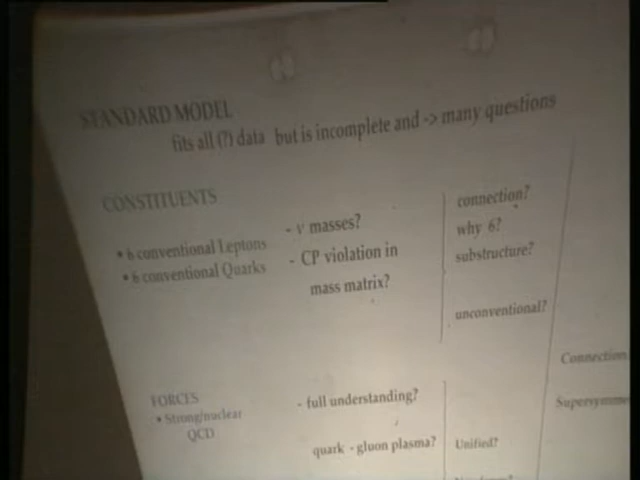 STANDARD MODEL
fits all (?) data but is incomplete and -> many questions
CONSTITUENTS
• 6 conventional Leptons
• 6 conventional Quarks
- ν masses?
- CP violation in
mass matrix?
connection?
why 6?
substructure?
unconventional?
Connection
FORCES
• Strong/nuclear
QCD
- full understanding?
quark - gluon plasma?
Unified?
Supersymme